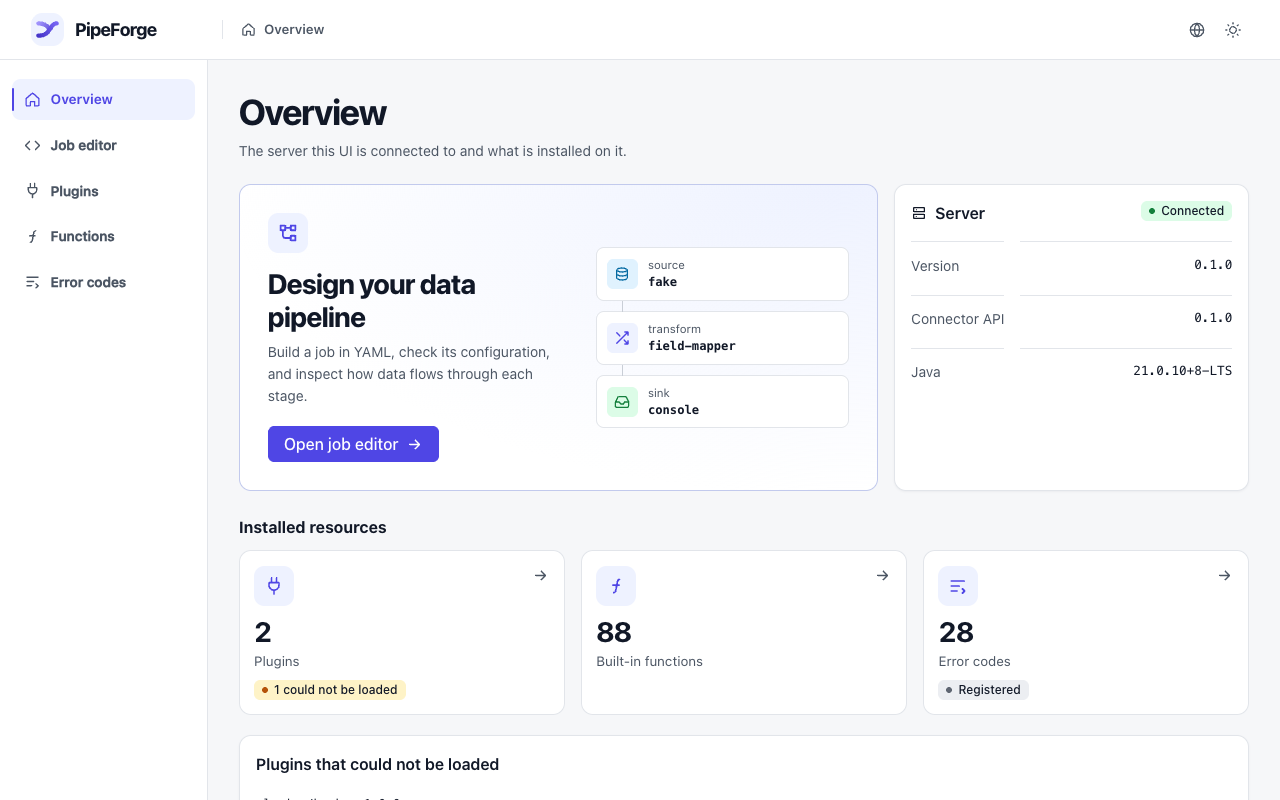 PipeForge
Overview
Overview
Job editor
Plugins
Functions
Error codes
Overview
The server this UI is connected to and what is installed on it.
Design your data
pipeline
Build a job in YAML, check its configuration,
and inspect how data flows through each
stage.
Open job editor
source
fake
transform
field-mapper
sink
console
Server
Connected
Version 0.1.0
Connector API 0.1.0
Java 21.0.10+8-LTS
Installed resources
2
Plugins
1 could not be loaded
88
Built-in functions
28
Error codes
Registered
Plugins that could not be loaded